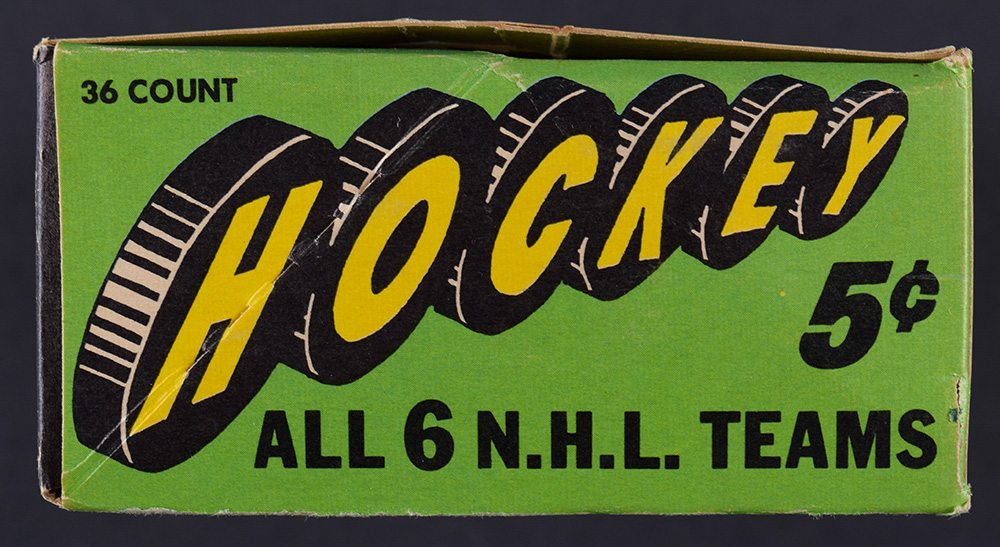 36 COUNT
HOCKEY
5¢
ALL 6 N.H.L. TEAMS